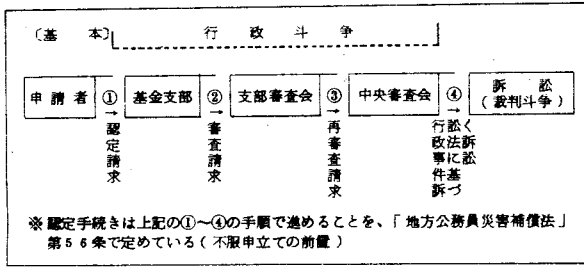 〔基本〕行政斗争
申請者 ① 基金支部 ② 支部審査会 ③ 中央審査会 ④ 訴訟
(裁判斗争)
→認定請求
→審査請求
→再審査請求
→行政事件訴
訟法に基づ
く訴訟
※ 認定手続きは上記の①〜④の手順で進めることを、「地方公務員災害補償法」
第56条で定めている(不服申立ての前置)